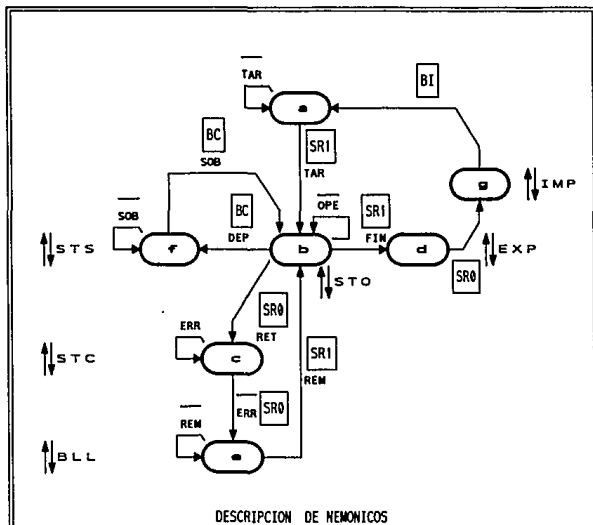 TAR
a
BI
BC
SR1
SOB
TAR
g
IMP
SOB
BC
OPE
SR1
STS
f
DEP
b
FIN
d
EXP
STO
SR0
SR0
ERR
RET
SR1
STC
c
REM
ERR
SR0
REM
BLL
e
DESCRIPCION DE NEMONICOS